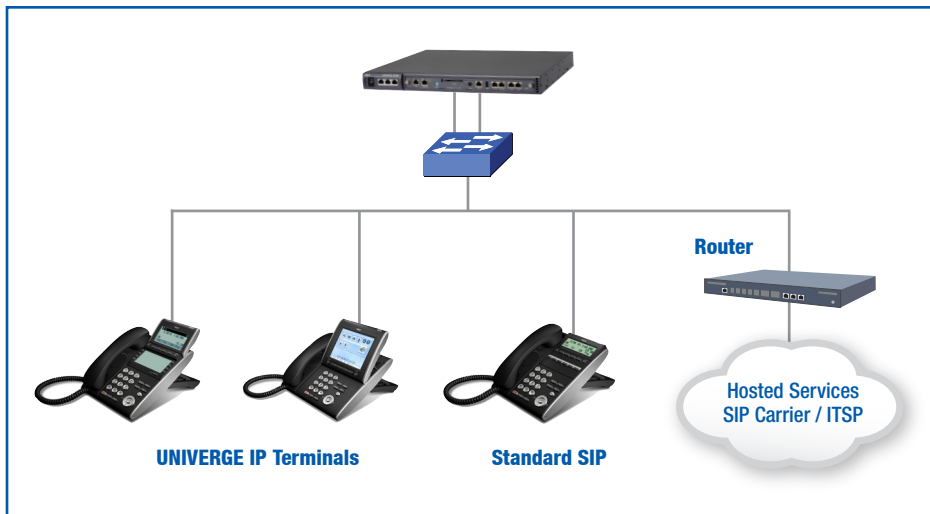 Router
Hosted Services
SIP Carrier / ITSP
UNIVERGE IP Terminals
Standard SIP